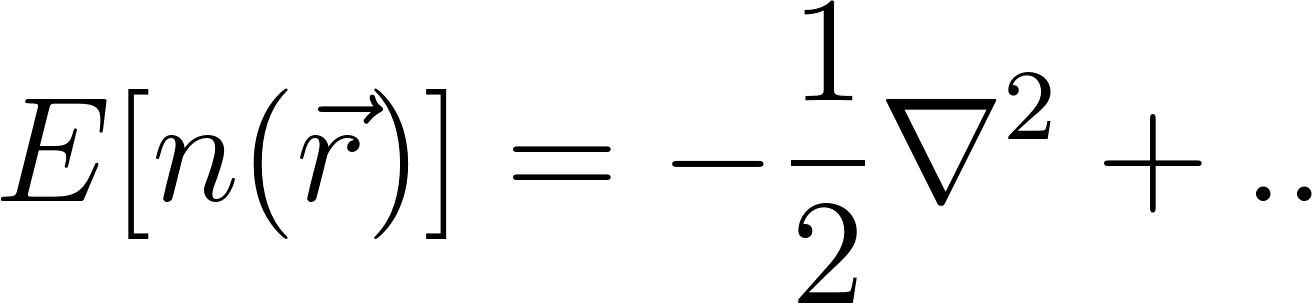 E[n(\vec{r})] = -\frac{1}{2}\nabla^2 + ..